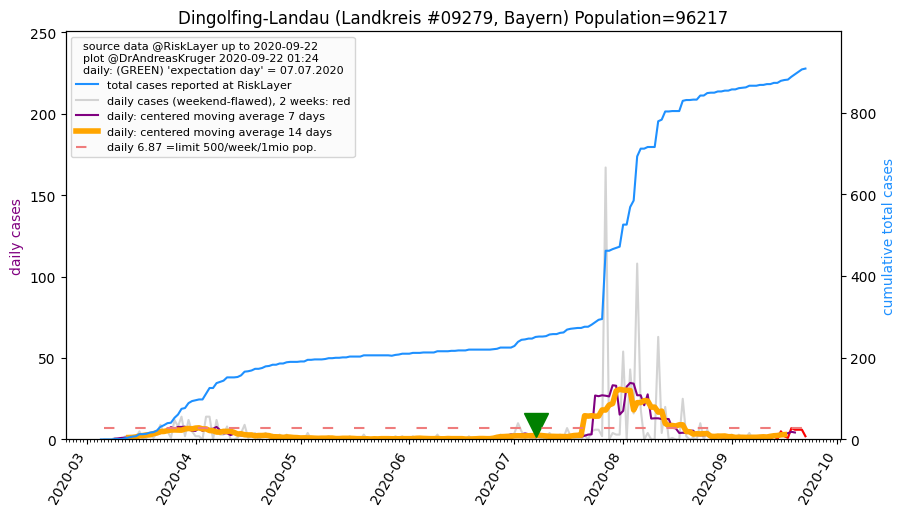 Dingolfing-Landau (Landkreis #09279, Bayern) Population=96217
source data @RiskLayer up to 2020-09-22
plot @DrAndreasKruger 2020-09-22 01:24
daily: (GREEN) 'expectation day' = 07.07.2020
total cases reported at RiskLayer
daily cases (weekend-flawed), 2 weeks: red
daily: centered moving average 7 days
daily: centered moving average 14 days
daily 6.87 =limit 500/week/1mio pop.
daily cases
250
200
150
100
50
0
cumulative total cases
800
600
400
200
0
2020-03
2020-04
2020-05
2020-06
2020-07
2020-08
2020-09
2020-10